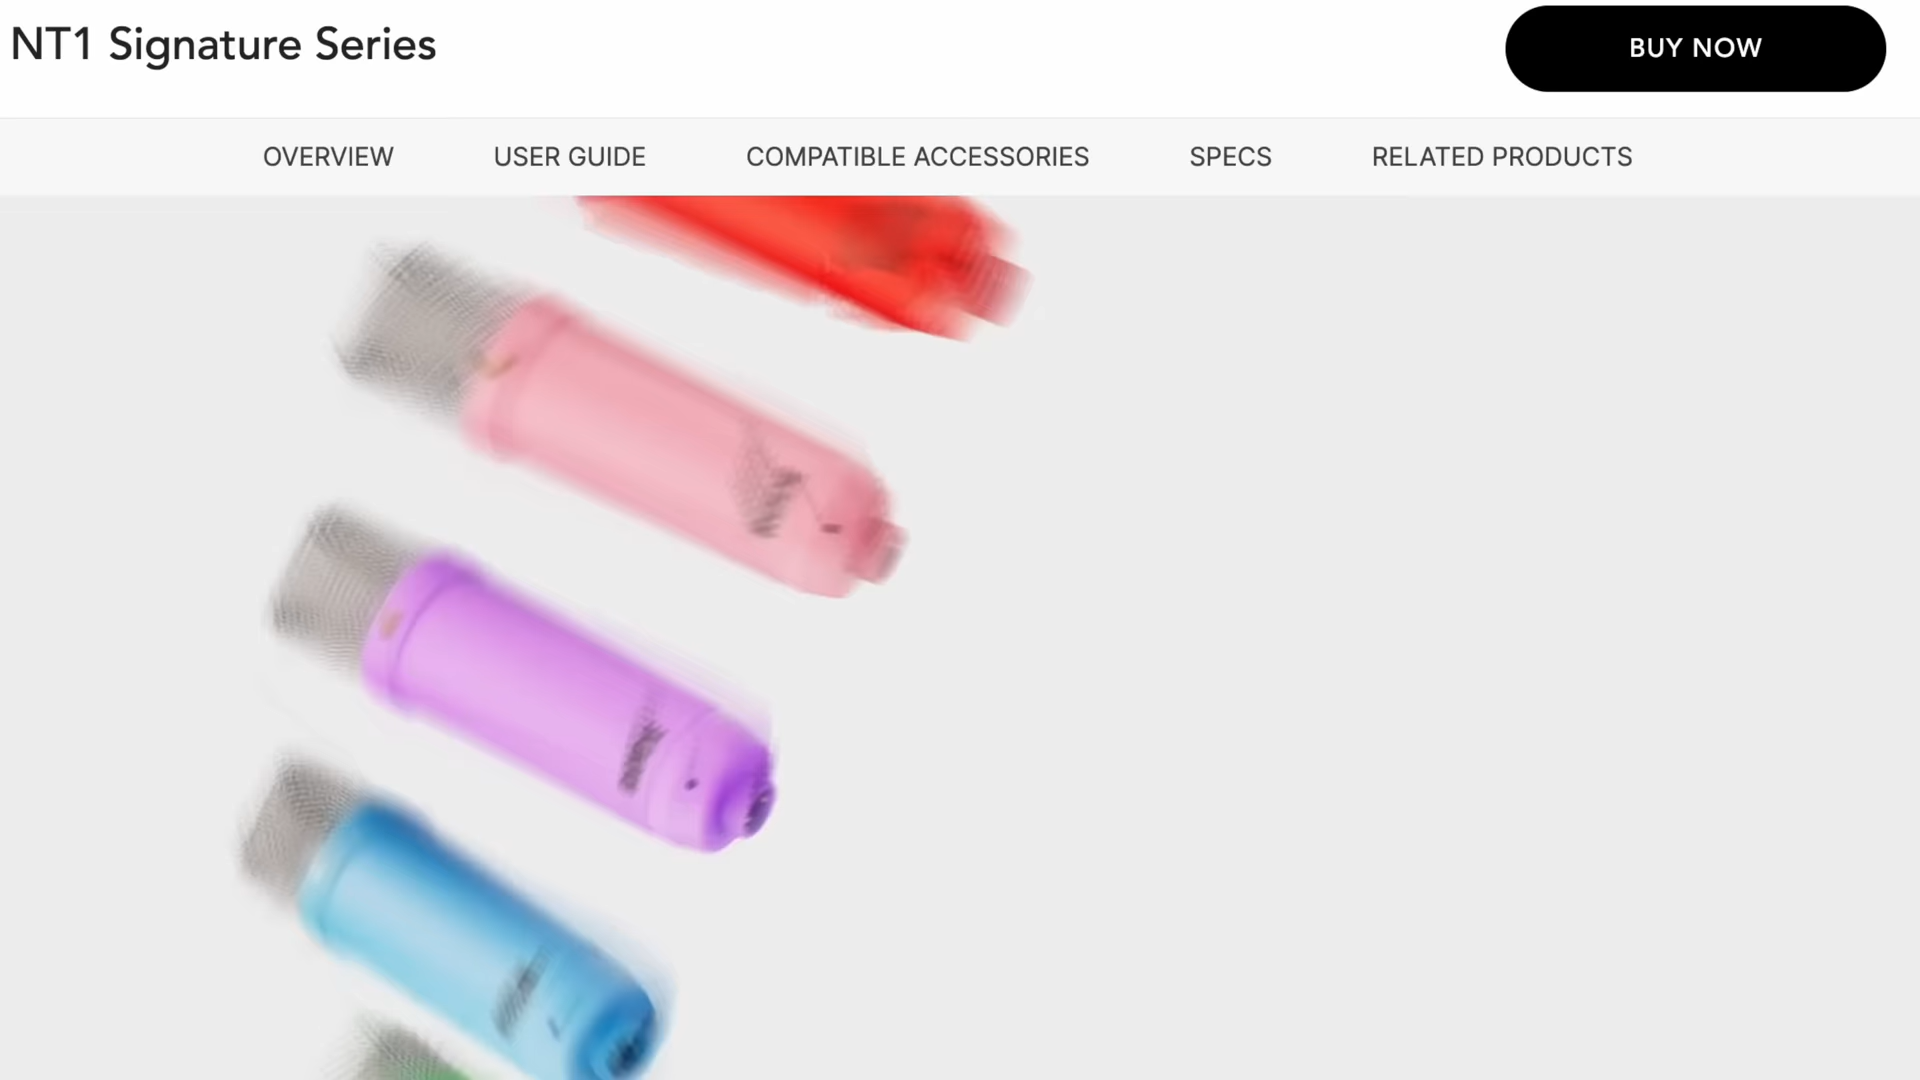 NT1 Signature Series
BUY NOW
OVERVIEW
USER GUIDE
COMPATIBLE ACCESSORIES
SPECS
RELATED PRODUCTS